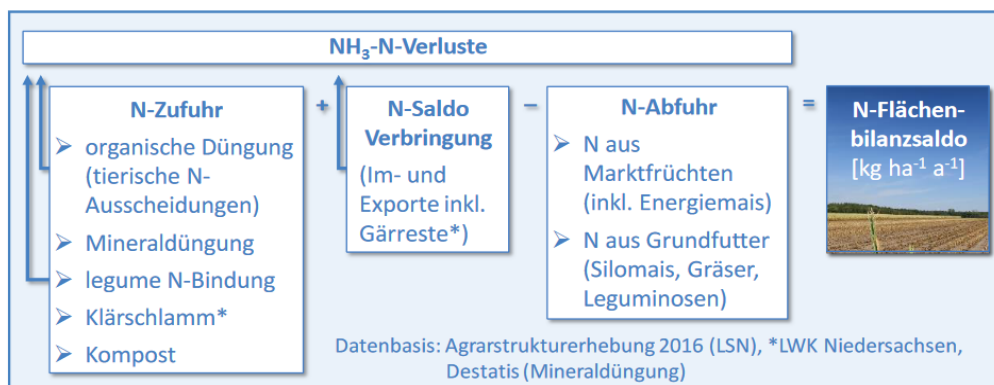 NH₃-N-Verluste
N-Zufuhr
➢ organische Düngung
(tierische N-
Ausscheidungen)
➢ Mineraldüngung
➢ legume N-Bindung
➢ Klärschlamm*
➢ Kompost
+
N-Saldo
Verbringung
(Im- und
Exporte inkl.
Gärreste*)
–
N-Abfuhr
➢ N aus
Marktfrüchten
(inkl. Energiemais)
➢ N aus Grundfutter
(Silomais, Gräser,
Leguminosen)
=
N-Flächen-
bilanzsaldo
[kg ha⁻¹ a⁻¹]
Datenbasis: Agrarstrukturerhebung 2016 (LSN), *LWK Niedersachsen,
Destatis (Mineraldüngung)